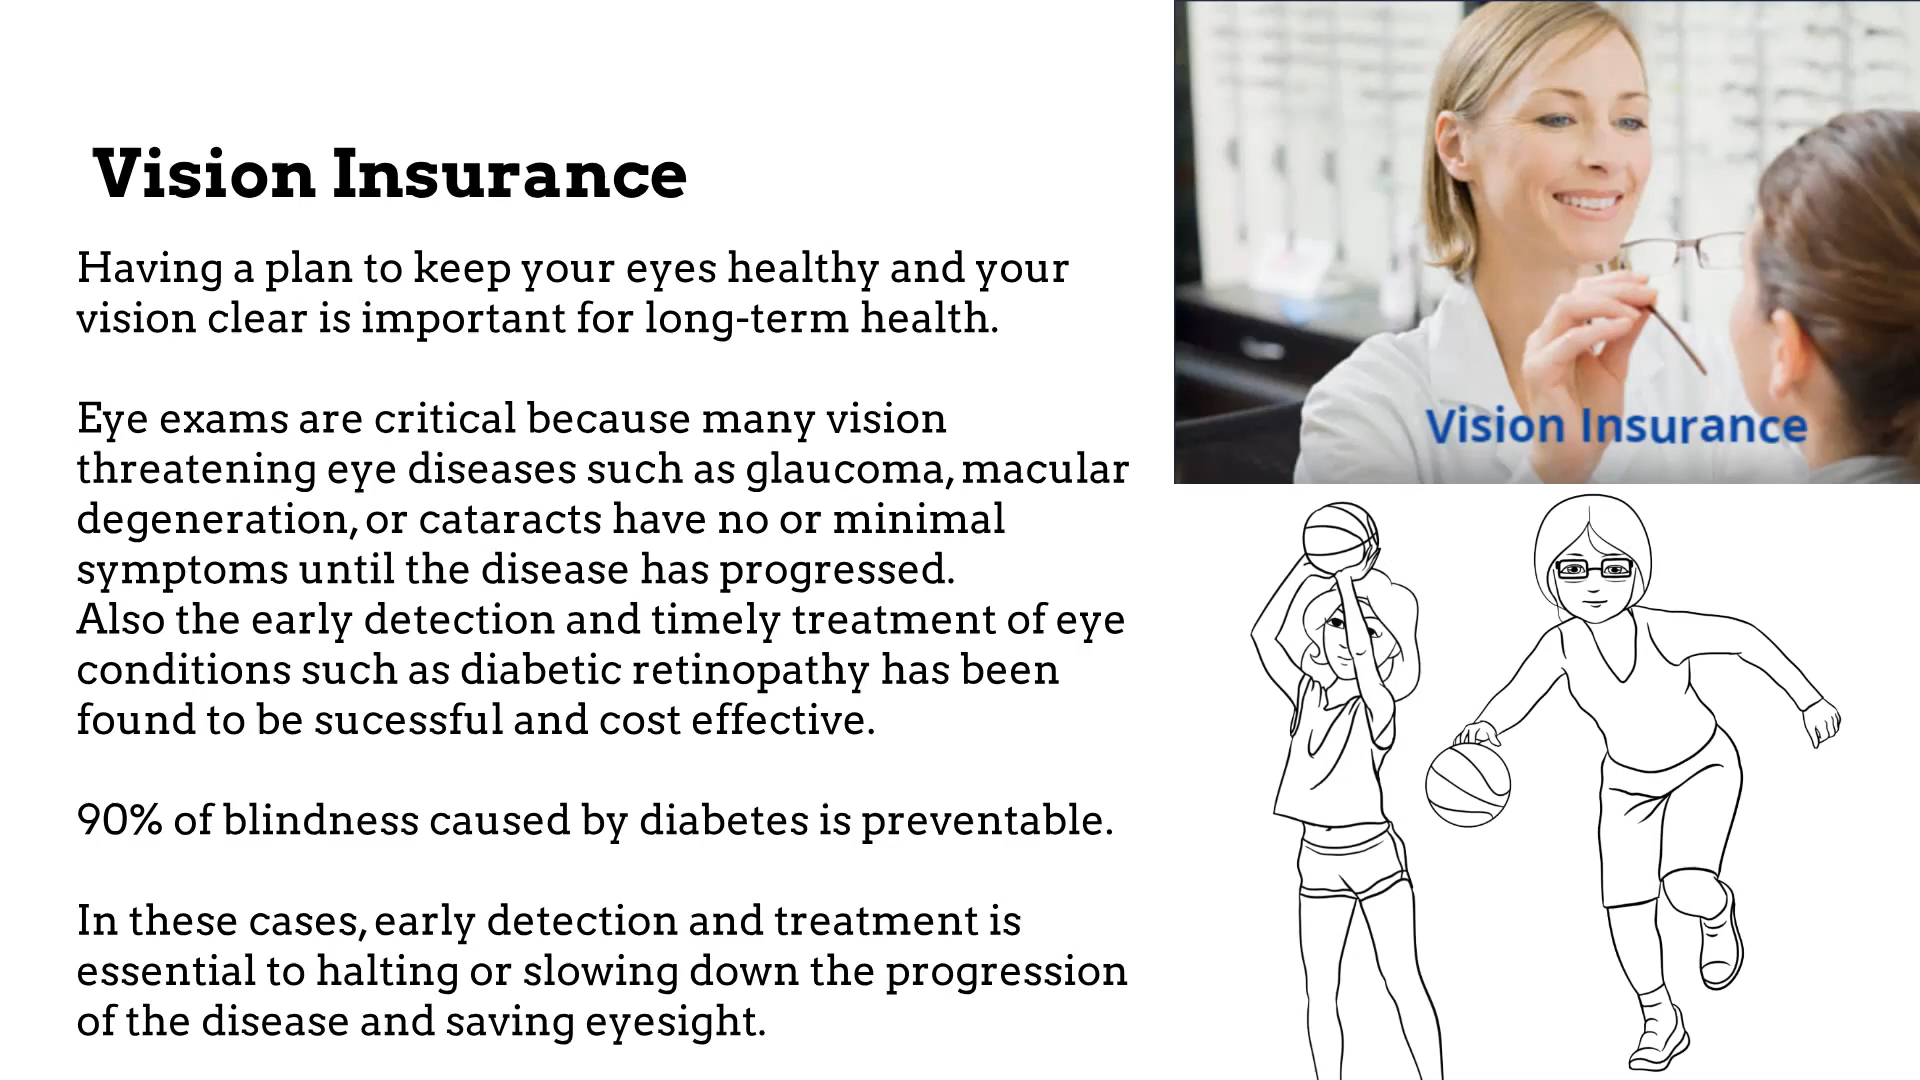 Vision Insurance
Having a plan to keep your eyes healthy and your
vision clear is important for long-term health.
Eye exams are critical because many vision
threatening eye diseases such as glaucoma, macular
degeneration, or cataracts have no or minimal
symptoms until the disease has progressed.
Also the early detection and timely treatment of eye
conditions such as diabetic retinopathy has been
found to be sucessful and cost effective.
90% of blindness caused by diabetes is preventable.
In these cases, early detection and treatment is
essential to halting or slowing down the progression
of the disease and saving eyesight.
Vision Insurance